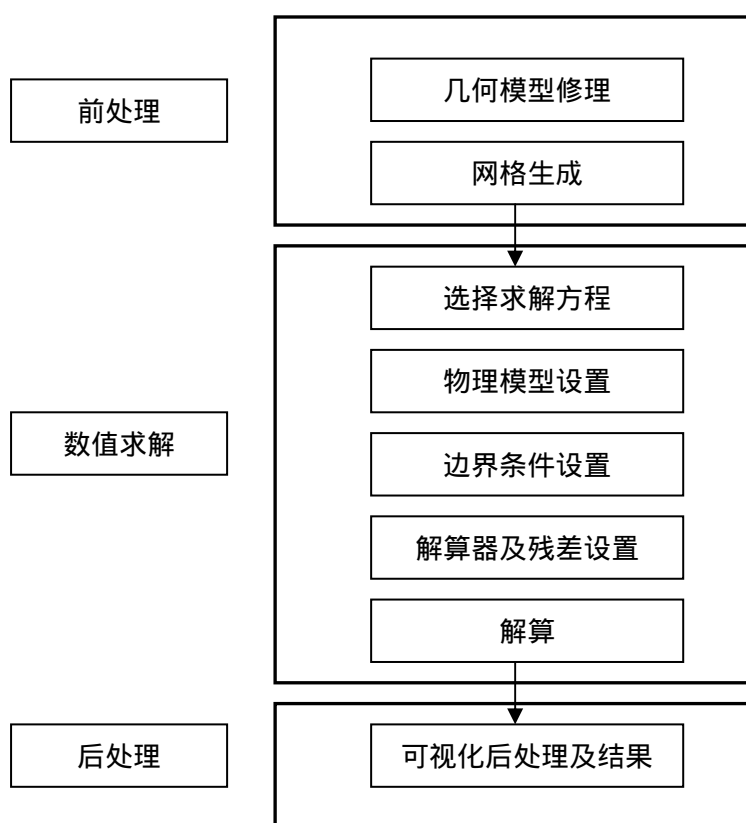 前处理
几何模型修理
网格生成
数值求解
选择求解方程
物理模型设置
边界条件设置
解算器及残差设置
解算
后处理
可视化后处理及结果